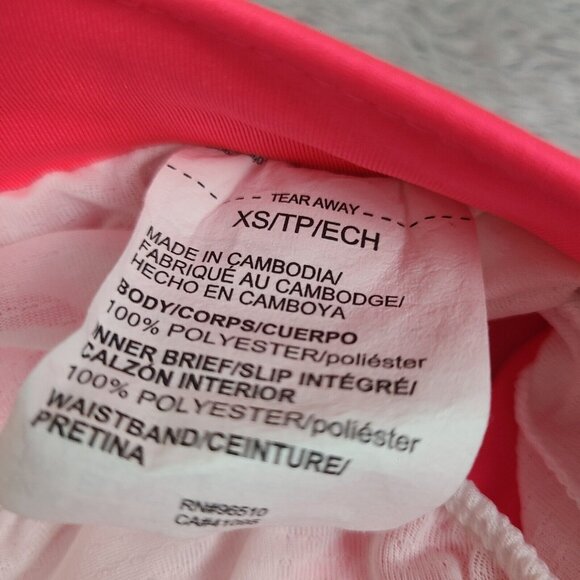 TEAR AWAY
XS/TP/ECH
MADE IN CAMBODIA/
FABRIQUÉ AU CAMBODGE/
HECHO EN CAMBOYA
BODY/CORPS/CUERPO
100% POLYESTER/poliéster
INNER BRIEF/SLIP INTÉGRÉ/
CALZÓN INTERIOR
100% POLYESTER/poliéster
WAISTBAND/CEINTURE/
PRETINA
RN#96510